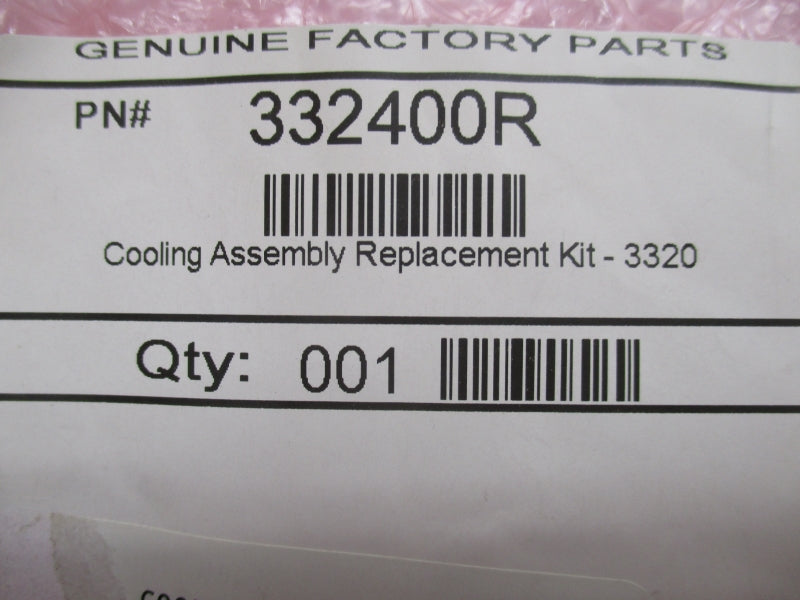 GENUINE FACTORY PARTS
PN# 332400R
Cooling Assembly Replacement Kit - 3320
Qty: 001